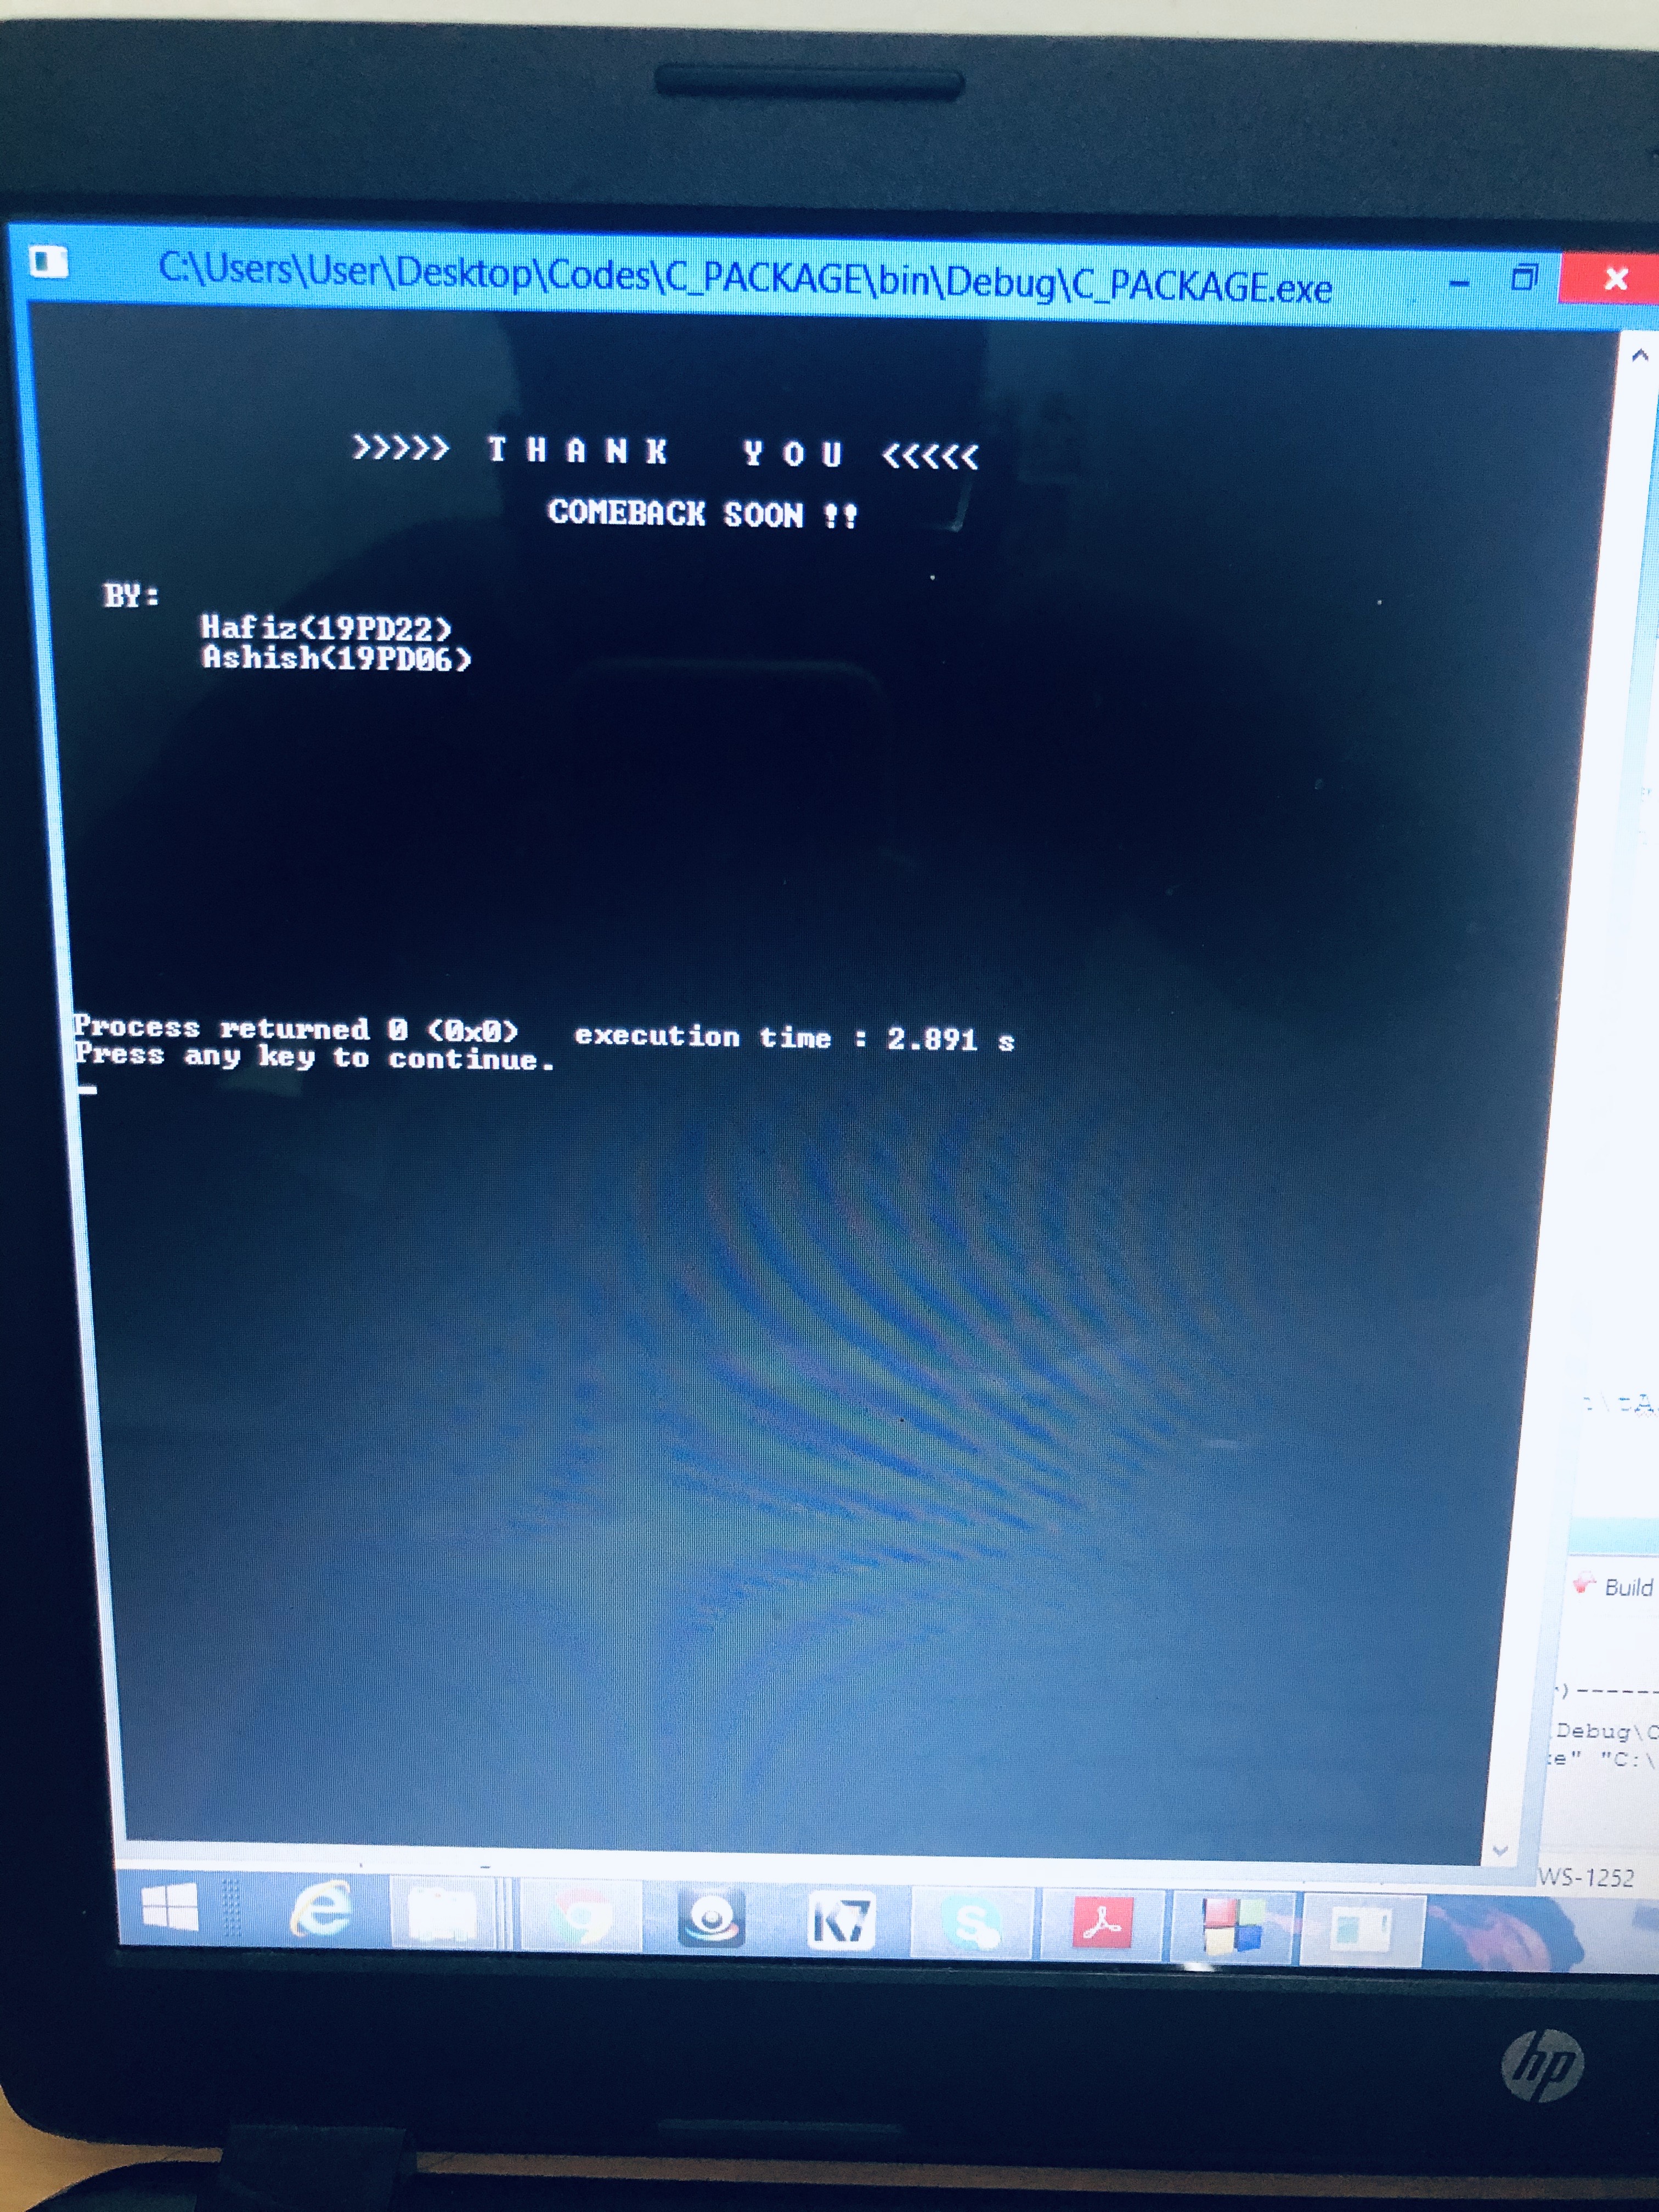 C:\Users\User\Desktop\Codes\C_PACKAGE\bin\Debug\C_PACKAGE.exe
>>>>> T H A N K   Y O U <<<<<
COMEBACK SOON !!
BY:
Hafiz(19PD22)
Ashish(19PD06)
Process returned 0 (0x0)   execution time : 2.891 s
Press any key to continue.
Build
)------
Debug\C
e" "C:\
WS-1252
K7
hp